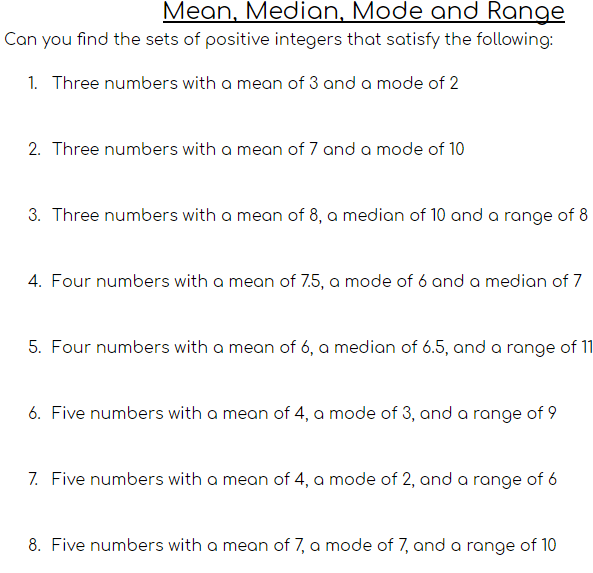 Mean, Median, Mode and Range
Can you find the sets of positive integers that satisfy the following:
1. Three numbers with a mean of 3 and a mode of 2
2. Three numbers with a mean of 7 and a mode of 10
3. Three numbers with a mean of 8, a median of 10 and a range of 8
4. Four numbers with a mean of 7.5, a mode of 6 and a median of 7
5. Four numbers with a mean of 6, a median of 6.5, and a range of 11
6. Five numbers with a mean of 4, a mode of 3, and a range of 9
7. Five numbers with a mean of 4, a mode of 2, and a range of 6
8. Five numbers with a mean of 7, a mode of 7, and a range of 10